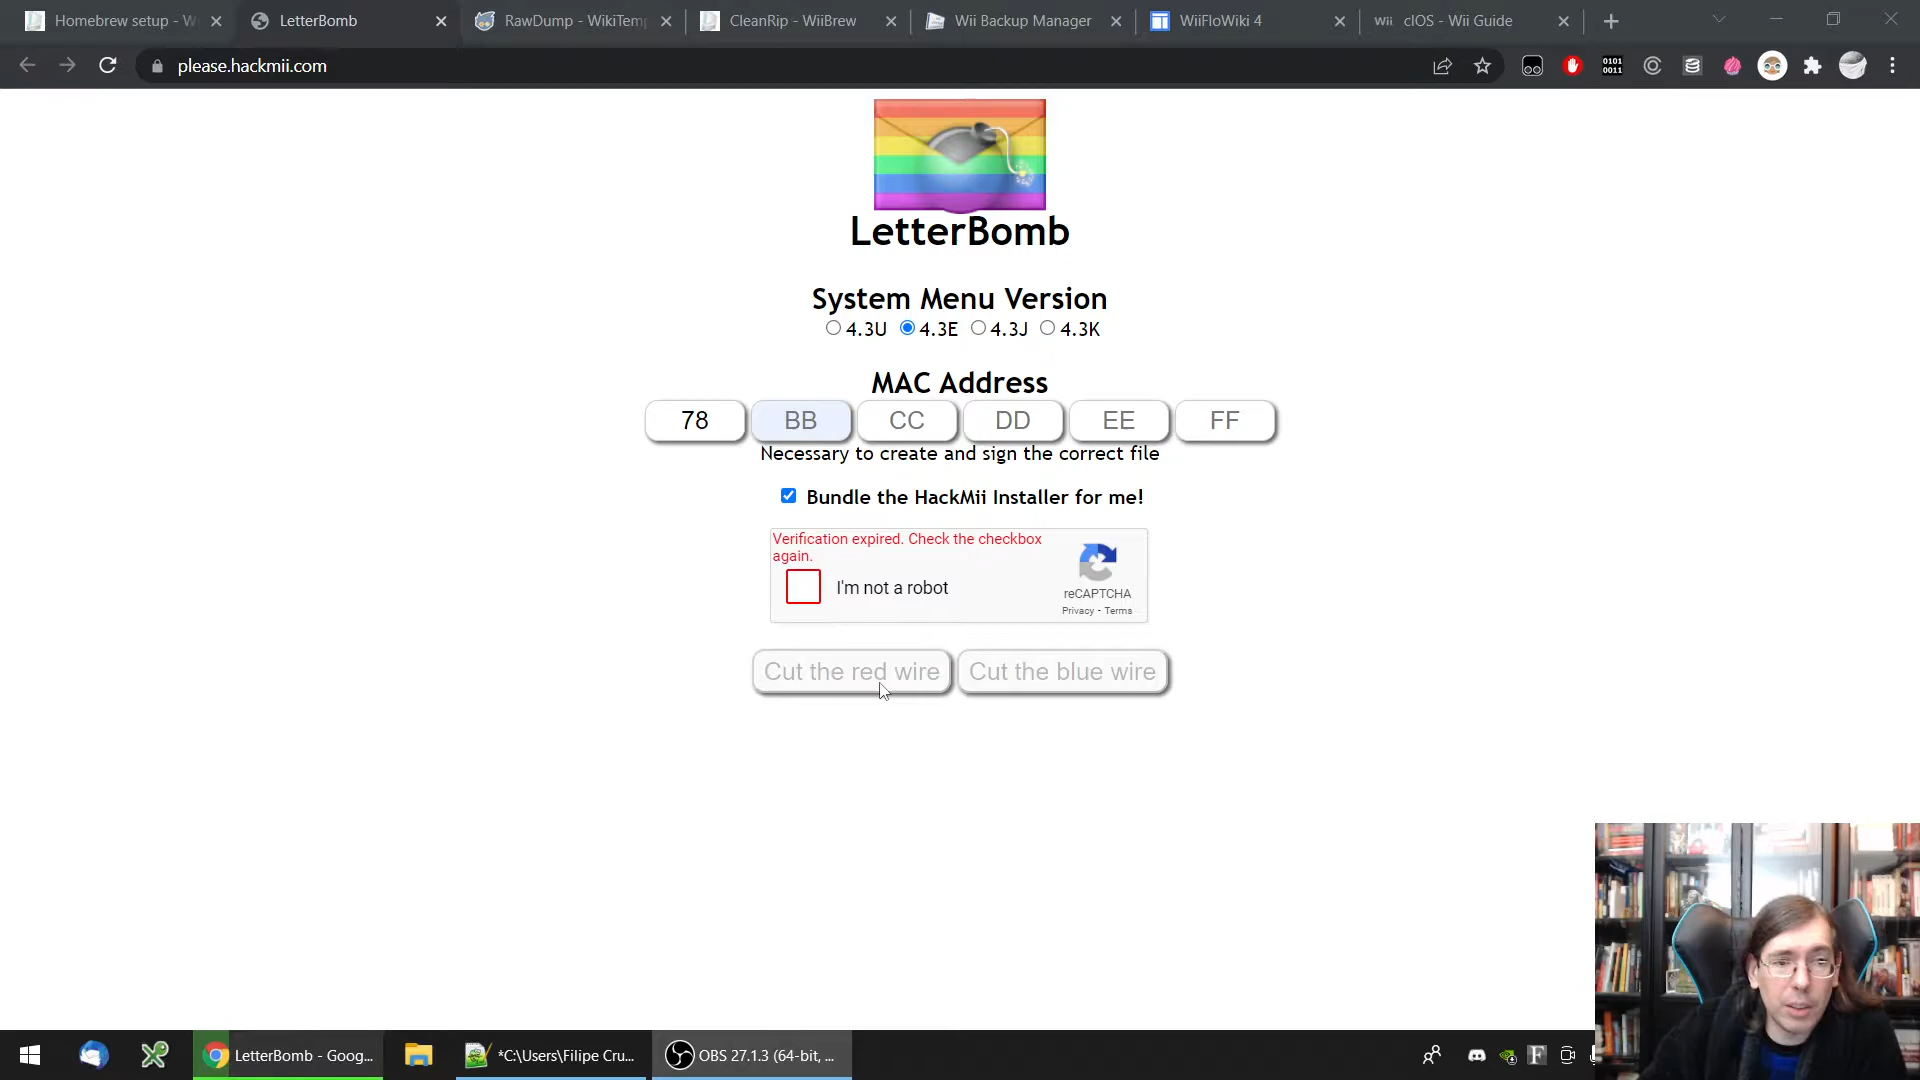 Homebrew setup - W
LetterBomb
RawDump - WikiTemp
CleanRip - WiiBrew
Wii Backup Manager
WiiFloWiki 4
Wii
cIOS - Wii Guide
please.hackmii.com
0101
0011
LetterBomb
System Menu Version
4.3U 4.3E 4.3J 4.3K
MAC Address
78 BB CC DD EE FF
Necessary to create and sign the correct file
Bundle the HackMii Installer for me!
Verification expired. Check the checkbox
again.
I'm not a robot
reCAPTCHA
Privacy - Terms
Cut the red wire Cut the blue wire
LetterBomb - Goog...
*C:\Users\Filipe Cru...
OBS 27.1.3 (64-bit, ...